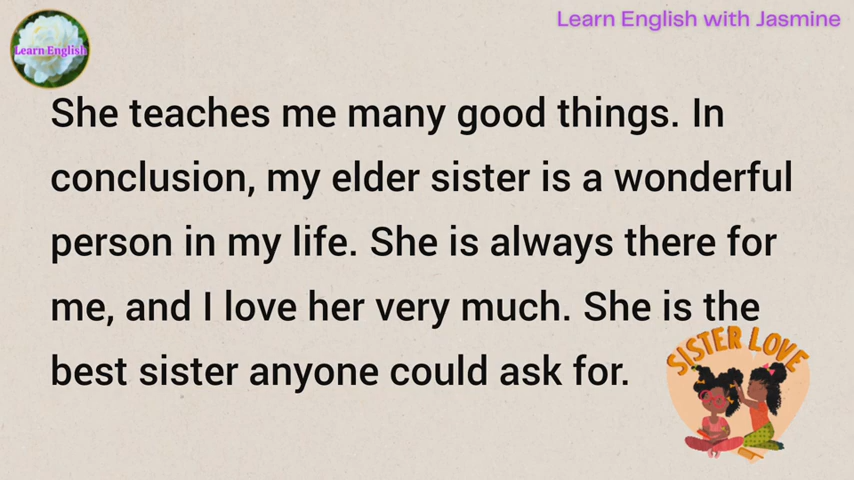 Learn English with Jasmine
Learn English
She teaches me many good things. In
conclusion, my elder sister is a wonderful
person in my life. She is always there for
me, and I love her very much. She is the
best sister anyone could ask for.
SISTER LOVE